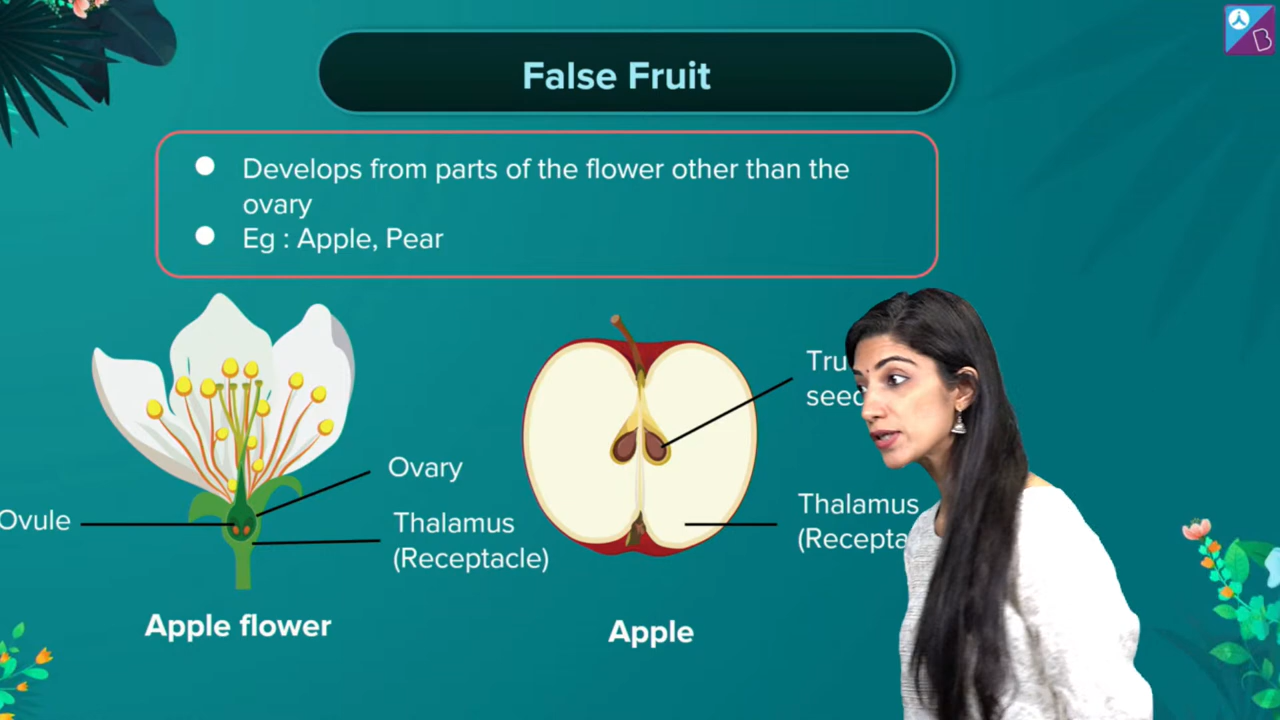 False Fruit
Develops from parts of the flower other than the
ovary
Eg : Apple, Pear
Ovary
Ovule
Thalamus
(Receptacle)
Thalamus
Apple flower
Apple